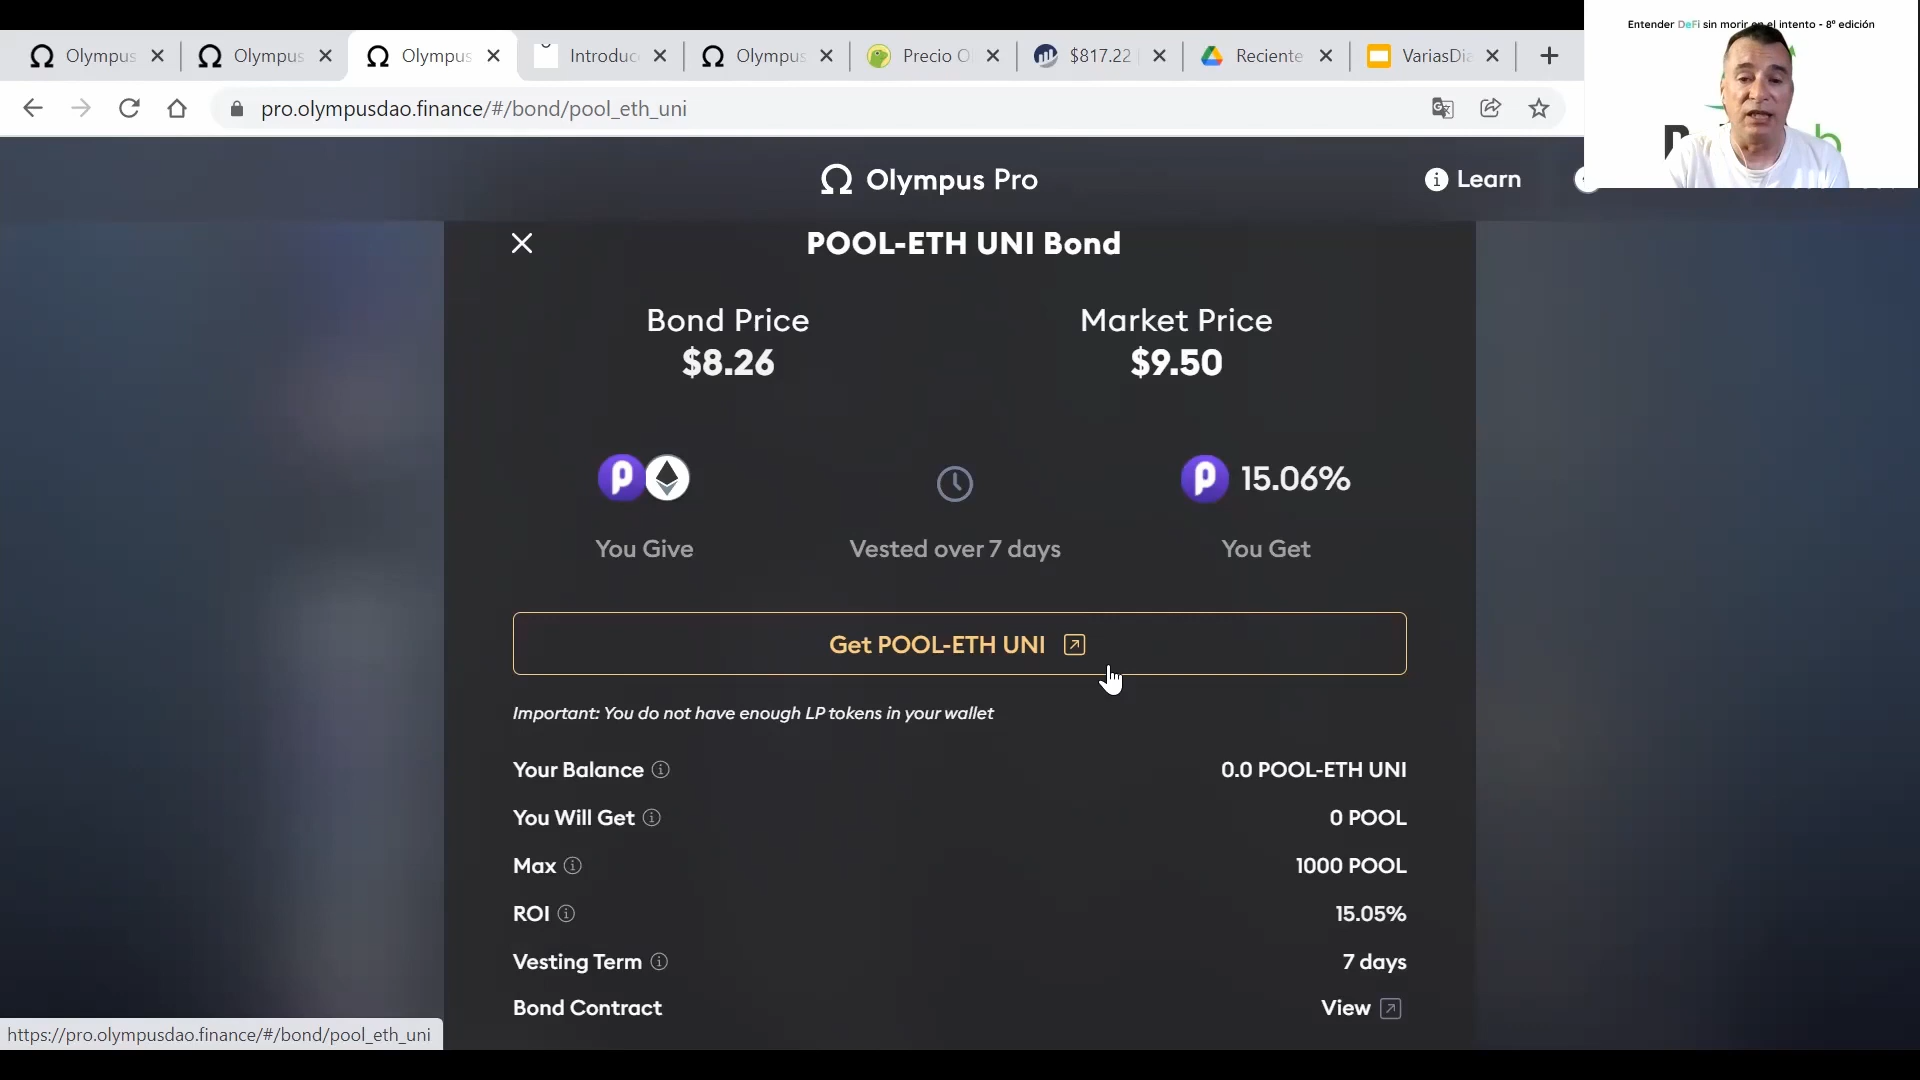 Entender DeFi sin morir en el intento - 8ª edición
Olympus
Olympus
Olympus
Introduc
Olympus
Precio O
$817.22
Reciente
VariasDia
pro.olympusdao.finance/#/bond/pool_eth_uni
Olympus Pro
Learn
POOL-ETH UNI Bond
Bond Price
Market Price
$8.26
$9.50
15.06%
You Give
Vested over 7 days
You Get
Get POOL-ETH UNI
Important: You do not have enough LP tokens in your wallet
Your Balance
0.0 POOL-ETH UNI
You Will Get
0 POOL
Max
1000 POOL
ROI
15.05%
Vesting Term
7 days
Bond Contract
View
https://pro.olympusdao.finance/#/bond/pool_eth_uni